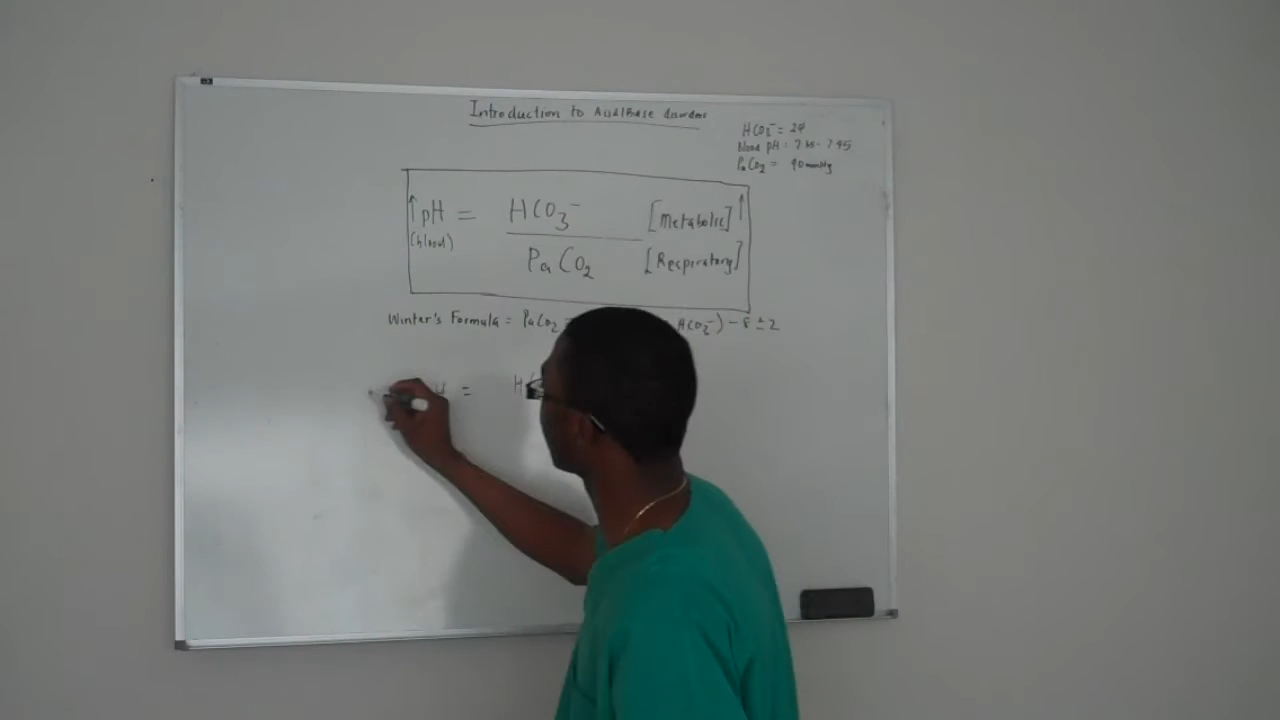 Introduction to Acid/Base disorders
HCO3⁻ = 24
blood pH: 7.35-7.45
PaCO2 = 40mmHg
↑pH = HCO3⁻ [Metabolic]↑
(blood) PaCO2 [Respiratory]
Winter's Formula = PaCO2 = HCO3⁻) - 8 ± 2
H = H